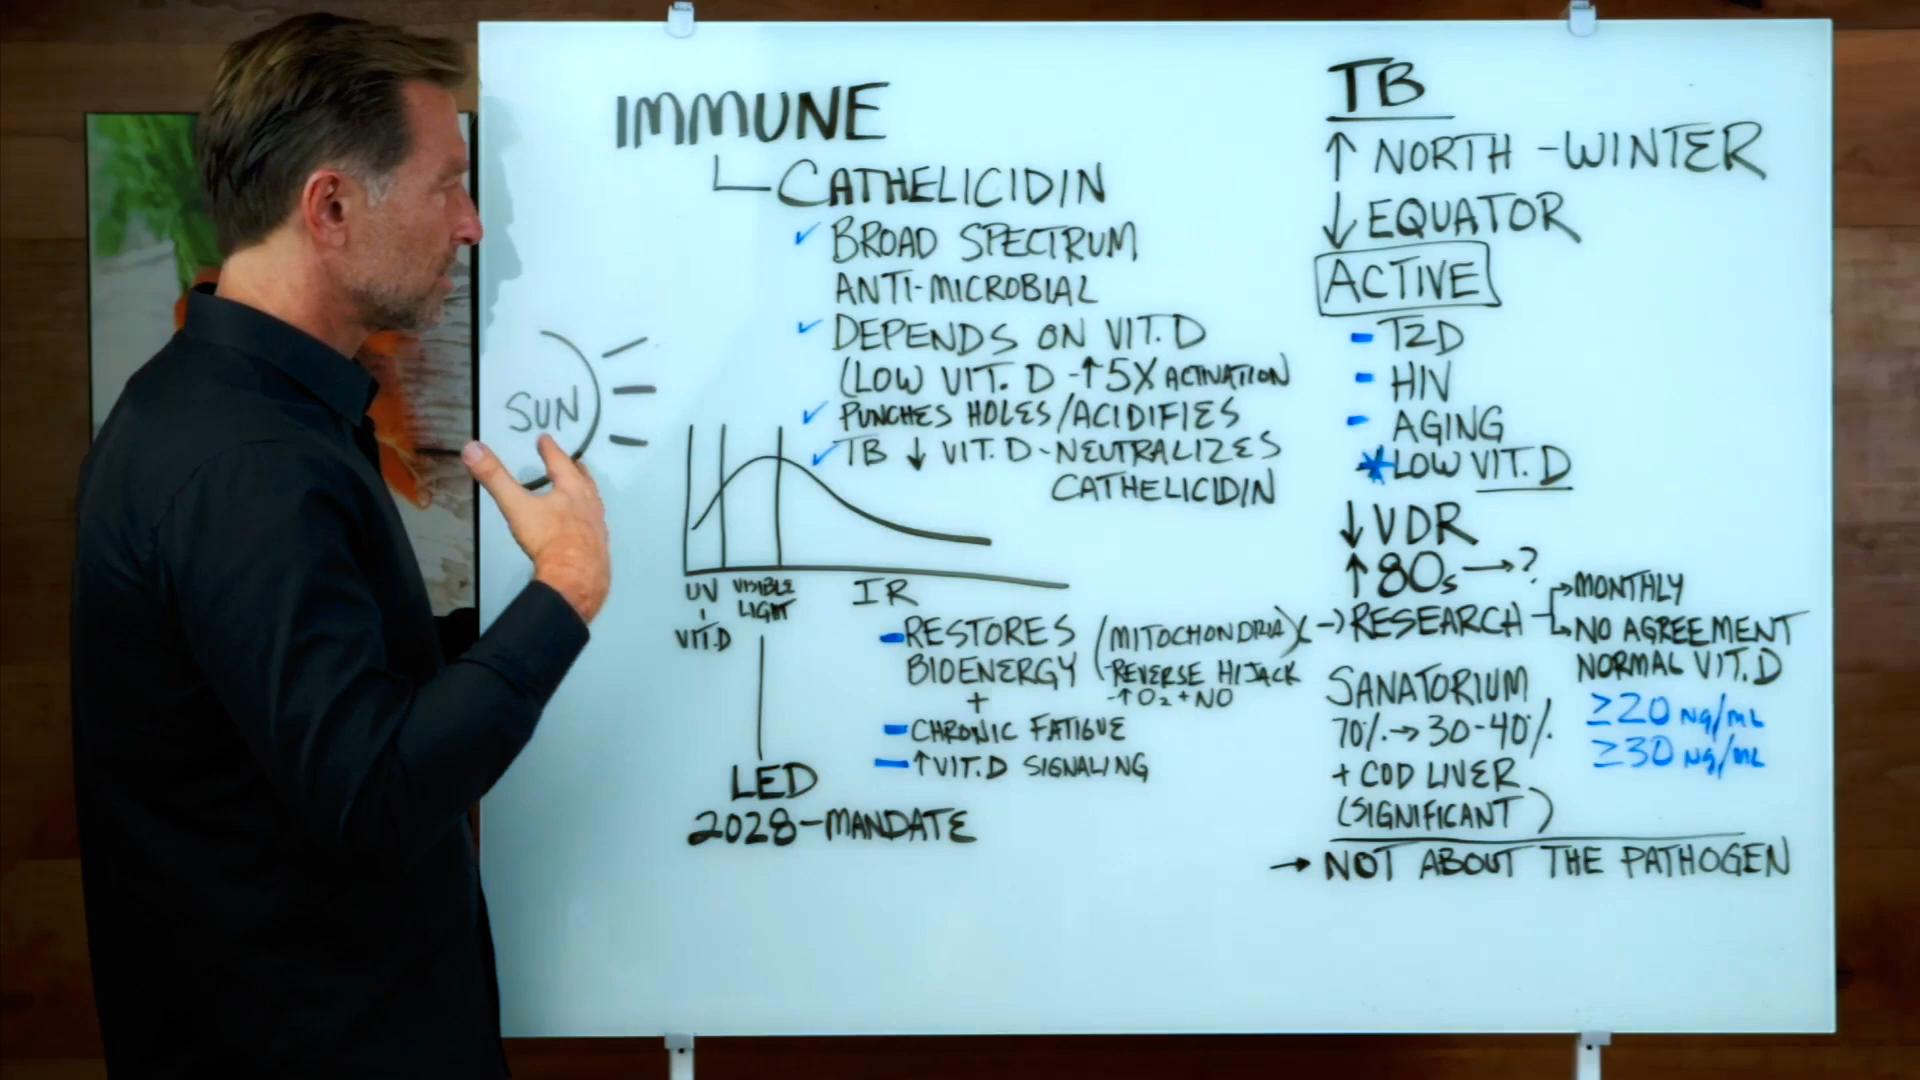 IMMUNE
CATHELICIDIN
✓ BROAD SPECTRUM
ANTI-MICROBIAL
✓ DEPENDS ON VIT. D
(LOW VIT. D - ↑ 5X ACTIVATION
✓ PUNCHES HOLES/ACIDIFIES
✓ TB ↓ VIT. D - NEUTRALIZES
CATHELICIDIN
SUN
UV
VIT. D
VISIBLE
LIGHT
IR
- RESTORES
BIOENERGY
+
(MITOCHONDRIA)
- REVERSE HIJACK
- ↑ O2 + NO
- CHRONIC FATIGUE
- ↑ VIT. D SIGNALING
LED
2028 - MANDATE
TB
↑ NORTH - WINTER
↓ EQUATOR
ACTIVE
- T2D
- HIV
- AGING
* LOW VIT. D
↓ VDR
↑ 80s → ?
→ RESEARCH
→ MONTHLY
→ NO AGREEMENT
NORMAL VIT. D
≥20 ng/mL
≥30 ng/mL
SANATORIUM
70% → 30-40%
+ COD LIVER
(SIGNIFICANT)
→ NOT ABOUT THE PATHOGEN